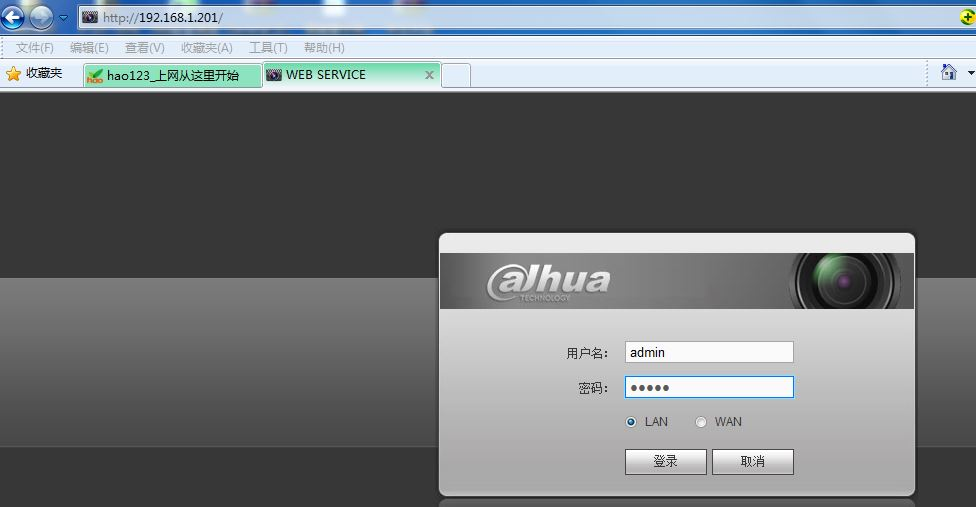 http://192.168.1.201/
文件(F) 编辑(E) 查看(V) 收藏夹(A) 工具(T) 帮助(H)
收藏夹 hao123_上网从这里开始 WEB SERVICE
alhua
TECHNOLOGY
用户名: admin
密码: ●●●●●
LAN WAN
登录 取消